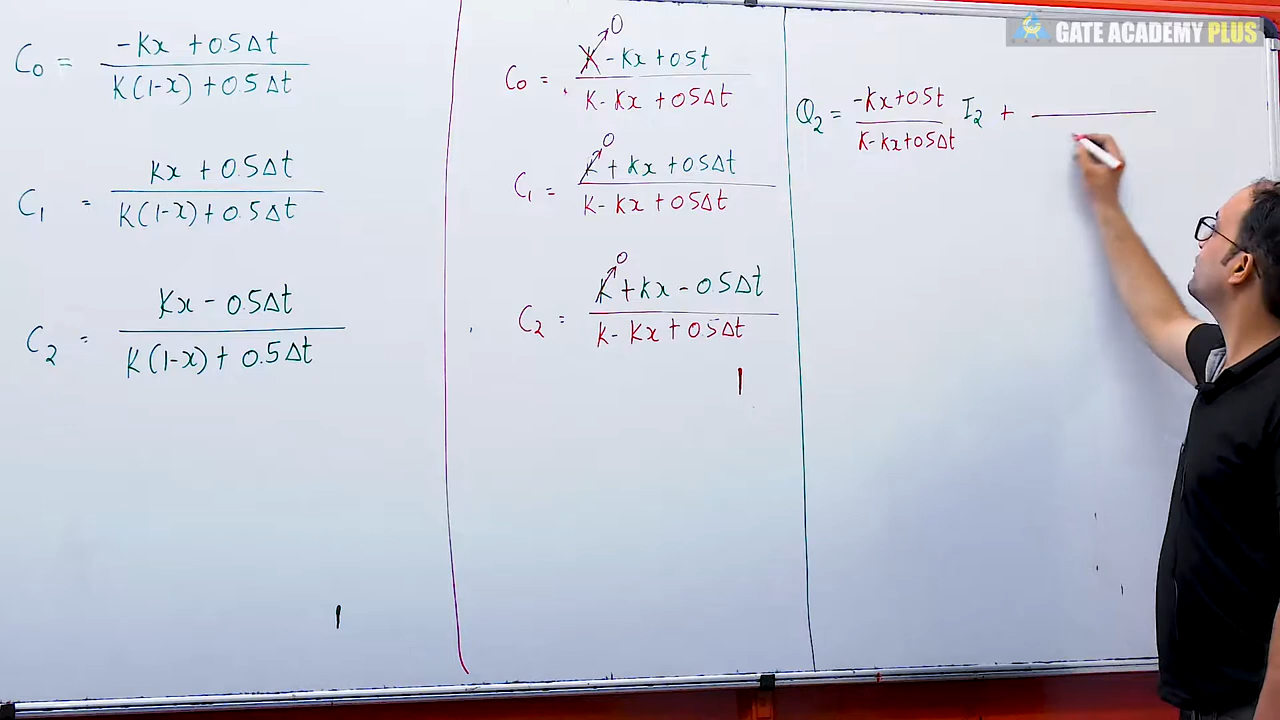 C₀ = -Kx + 0.5Δt / K(1-x) + 0.5Δt
C₁ = Kx + 0.5Δt / K(1-x) + 0.5Δt
C₂ = Kx - 0.5Δt / K(1-x) + 0.5Δt
0
C₀ = K - Kx + 0.5t / K - Kx + 0.5Δt
0
C₁ = K + Kx + 0.5Δt / K - Kx + 0.5Δt
0
C₂ = K + Kx - 0.5Δt / K - Kx + 0.5Δt
GATE ACADEMY PLUS
Q₂ = -Kx + 0.5t / K - Kx + 0.5Δt I₂ +